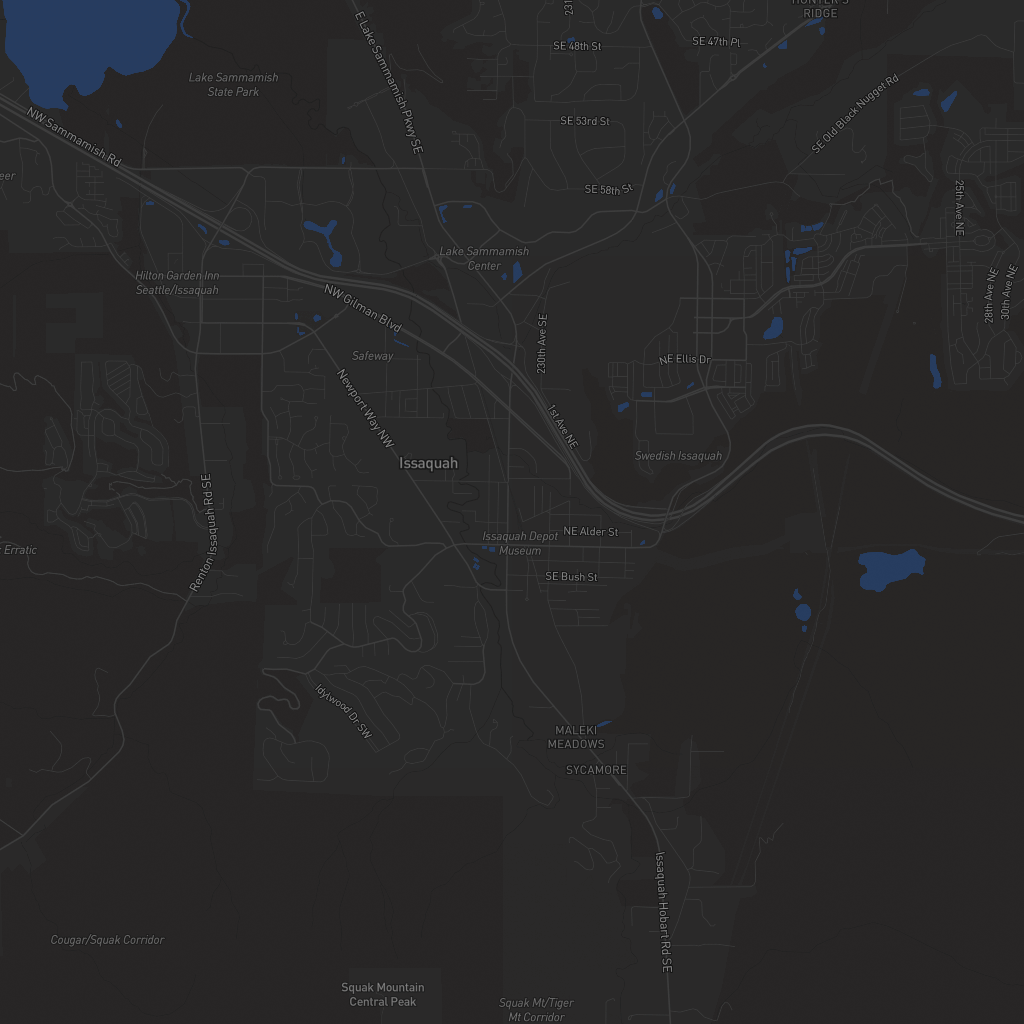 HUNTER'S
RIDGE
231
SE 48th St
SE 47th Pl
E Lake Sammamish Pkwy SE
Lake Sammamish
State Park
SE Old Black Nugget Rd
NW Sammamish Rd
SE 53rd St
eer
SE 58th St
25th Ave NE
Lake Sammamish
Center
Hilton Garden Inn
Seattle/Issaquah
28th Ave NE
30th Ave NE
NW Gilman Blvd
230th Ave SE
Safeway
NE Ellis Dr
Newport Way NW
1st Ave NE
Issaquah
Swedish Issaquah
Renton Issaquah Rd SE
NE Alder St
Issaquah Depot
Museum
Erratic
SE Bush St
Idylwood Dr SW
MALEKI
MEADOWS
SYCAMORE
Issaquah Hobart Rd SE
Cougar/Squak Corridor
Squak Mountain
Central Peak
Squak Mt/Tiger
Mt Corridor